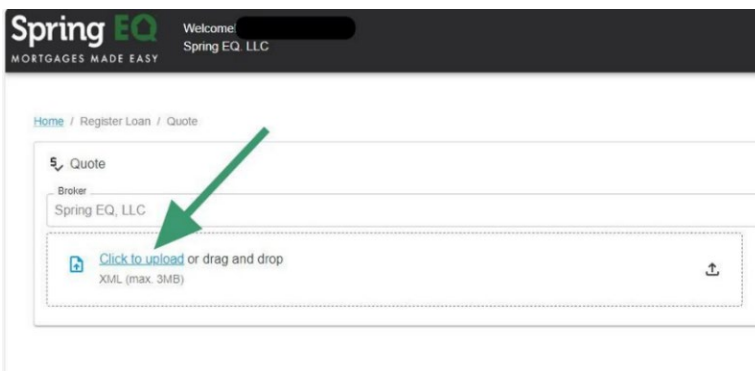 Spring EQ
MORTGAGES MADE EASY
Welcome
Spring EQ. LLC
Home / Register Loan / Quote
Quote
Broker
Spring EQ, LLC
Click to upload or drag and drop
XML (max. 3MB)